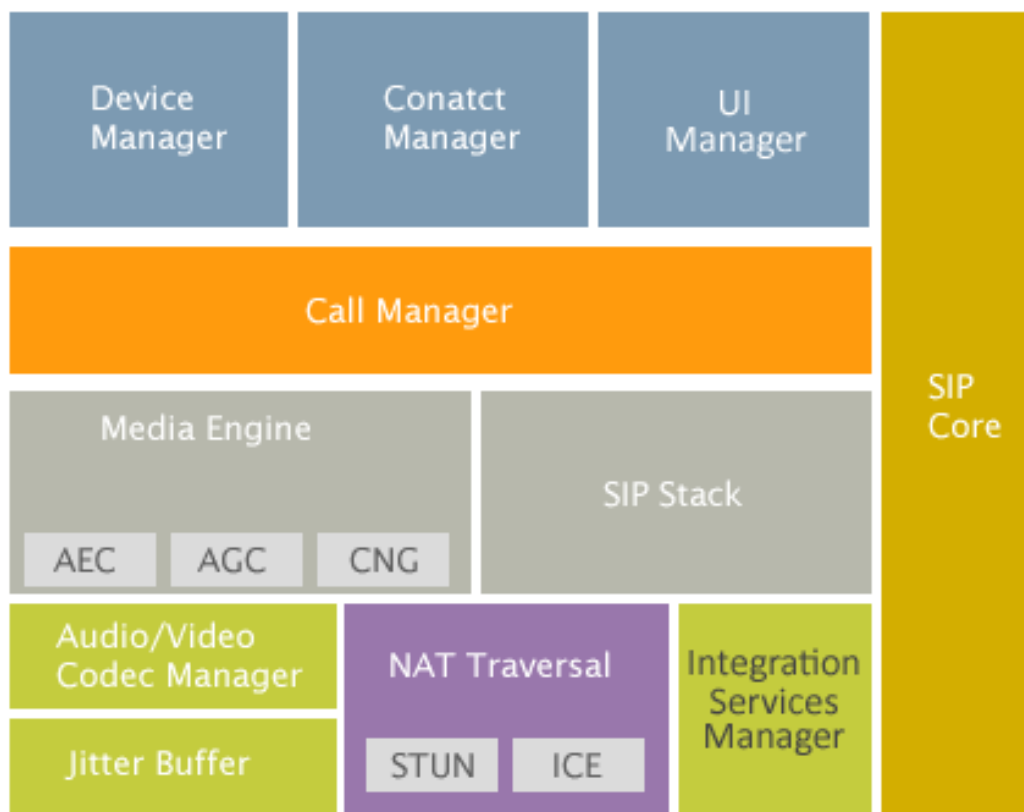 Device
Manager
Conatct
Manager
UI
Manager
Call Manager
SIP
Core
Media Engine
AEC
AGC
CNG
SIP Stack
Audio/Video
Codec Manager
Jitter Buffer
NAT Traversal
STUN
ICE
Integration
Services
Manager